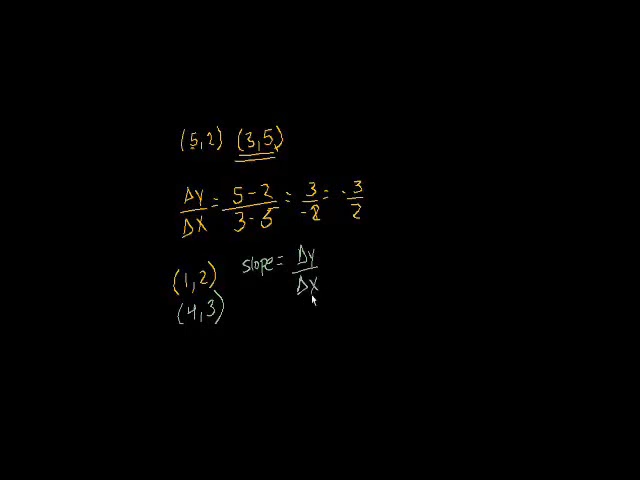 (5,2) (3,5)
ΔY/ΔX = 5-2/3-5 = 3/-2 = -3/2
(1,2) slope = ΔY/ΔX
(4,3)